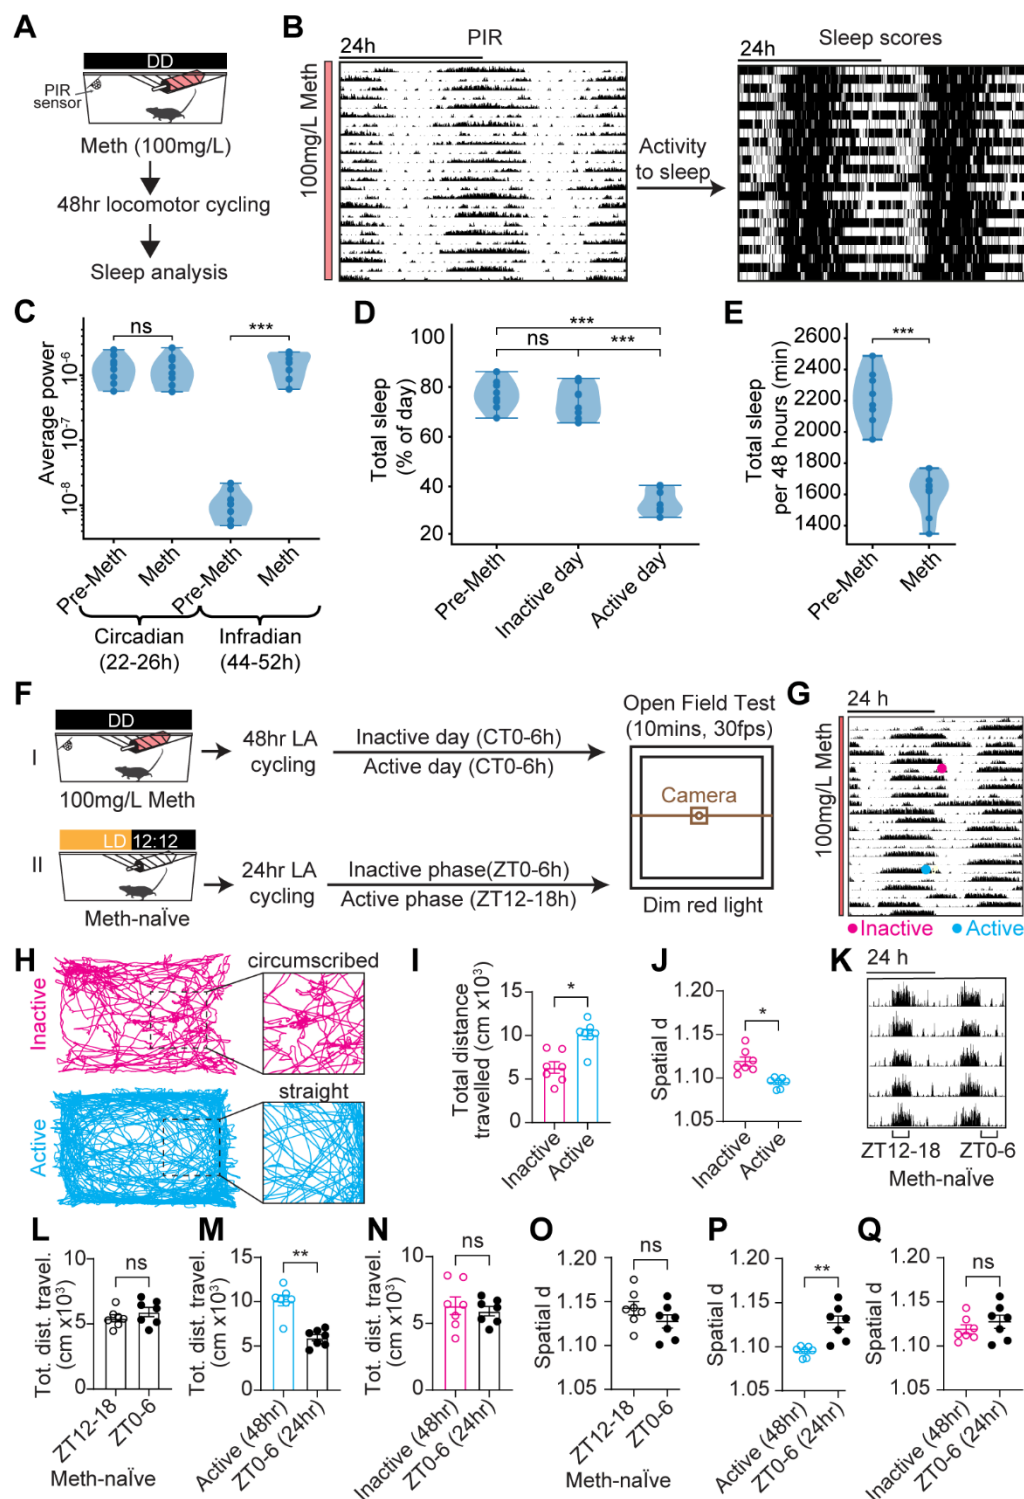 A
DD
PIR
sensor
Meth (100mg/L)
48hr locomotor cycling
Sleep analysis
B
24h
PIR
100mg/L Meth
Activity
to sleep
Sleep scores
24h
C
ns
***
Average power
10-6
10-7
10-8
Pre-Meth
Meth
Pre-Meth
Meth
Circadian
(22-26h)
Infradian
(44-52h)
D
***
ns
***
Total sleep
(% of day)
100
80
60
40
20
Pre-Meth
Inactive day
Active day
E
***
Total sleep
per 48 hours (min)
2600
2400
2200
2000
1800
1600
1400
Pre-Meth
Meth
F
I
DD
100mg/L Meth
48hr LA
cycling
Inactive day (CT0-6h)
Active day (CT0-6h)
II
LD 12:12
Meth-naÏve
24hr LA
cycling
Inactive phase(ZT0-6h)
Active phase (ZT12-18h)
Open Field Test
(10mins, 30fps)
Camera
Dim red light
G
24 h
100mg/L Meth
Inactive
Active
H
Inactive
circumscribed
Active
straight
I
*
Total distance
travelled (cm x10³)
15
10
5
0
Inactive
Active
J
*
Spatial d
1.20
1.15
1.10
1.05
Inactive
Active
K
24 h
ZT12-18
ZT0-6
Meth-naÏve
L
ns
Tot. dist. travel.
(cm x10³)
10
5
0
ZT12-18
ZT0-6
Meth-naÏve
M
**
Tot. dist. travel.
(cm x10³)
15
10
5
0
Active (48hr)
ZT0-6 (24hr)
N
ns
Tot. dist. travel.
(cm x10³)
10
5
0
Inactive (48hr)
ZT0-6 (24hr)
O
ns
Spatial d
1.20
1.15
1.10
1.05
ZT12-18
ZT0-6
Meth-naÏve
P
**
Spatial d
1.20
1.15
1.10
1.05
Active (48hr)
ZT0-6 (24hr)
Q
ns
Spatial d
1.20
1.15
1.10
1.05
Inactive (48hr)
ZT0-6 (24hr)